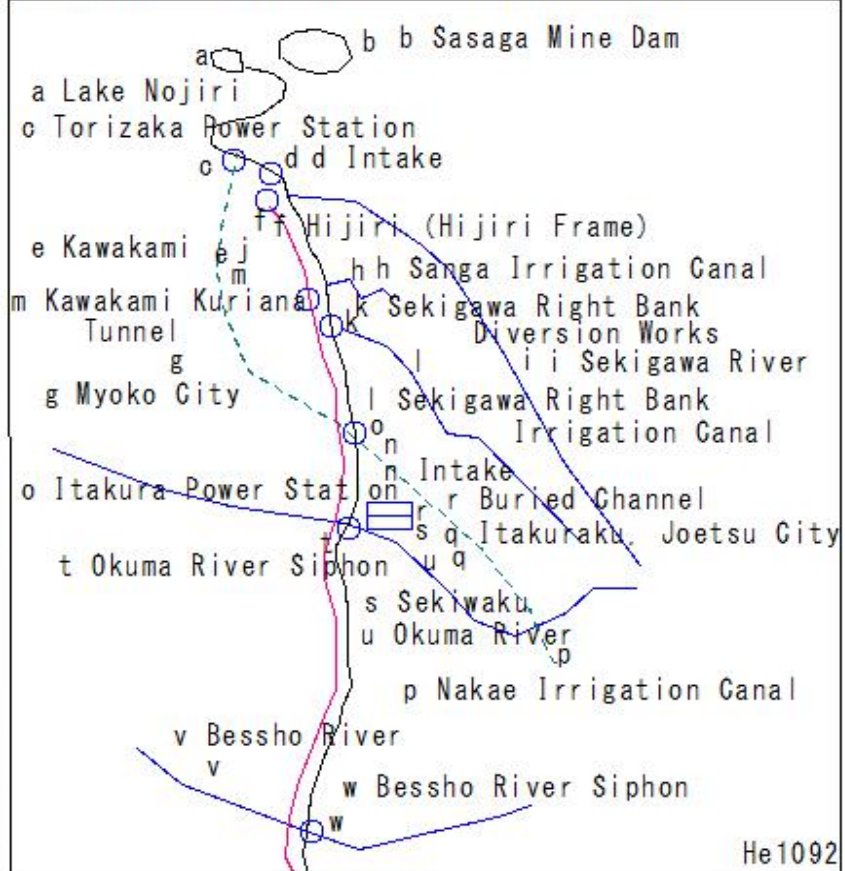 b b Sasaga Mine Dam
a
a Lake Nojiri
c Torizaka Power Station
c d d Intake
f f Hijiri (Hijiri Frame)
e Kawakami e j
m h h Sanga Irrigation Canal
m Kawakami Kuriana k Sekigawa Right Bank
Tunnel k Diversion Works
g l i i Sekigawa River
g Myoko City l Sekigawa Right Bank
o Irrigation Canal
n
n Intake
o Itakura Power Station r r Buried Channel
s q Itakuraku, Joetsu City
t
t Okuma River Siphon u q
s Sekiwaku
u Okuma River
p
p Nakae Irrigation Canal
v Bessho River
v
w Bessho River Siphon
w
He1092